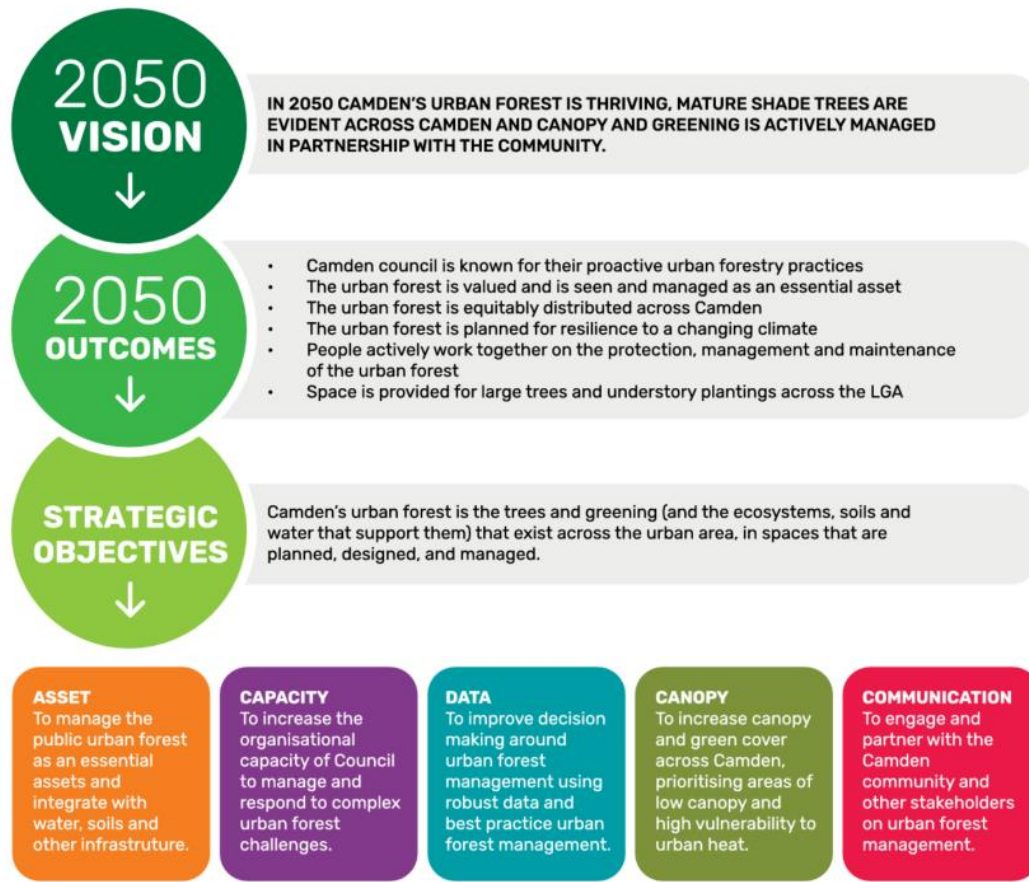 2050
VISION
IN 2050 CAMDEN'S URBAN FOREST IS THRIVING, MATURE SHADE TREES ARE
EVIDENT ACROSS CAMDEN AND CANOPY AND GREENING IS ACTIVELY MANAGED
IN PARTNERSHIP WITH THE COMMUNITY.
2050
OUTCOMES
• Camden council is known for their proactive urban forestry practices
• The urban forest is valued and is seen and managed as an essential asset
• The urban forest is equitably distributed across Camden
• The urban forest is planned for resilience to a changing climate
• People actively work together on the protection, management and maintenance
of the urban forest
• Space is provided for large trees and understory plantings across the LGA
STRATEGIC
OBJECTIVES
Camden's urban forest is the trees and greening (and the ecosystems, soils and
water that support them) that exist across the urban area, in spaces that are
planned, designed, and managed.
ASSET
To manage the
public urban forest
as an essential
assets and
integrate with
water, soils and
other infrastruture.
CAPACITY
To increase the
organisational
capacity of Council
to manage and
respond to complex
urban forest
challenges.
DATA
To improve decision
making around
urban forest
management using
robust data and
best practice urban
forest management.
CANOPY
To increase canopy
and green cover
across Camden,
prioritising areas of
low canopy and
high vulnerability to
urban heat.
COMMUNICATION
To engage and
partner with the
Camden
community and
other stakeholders
on urban forest
management.